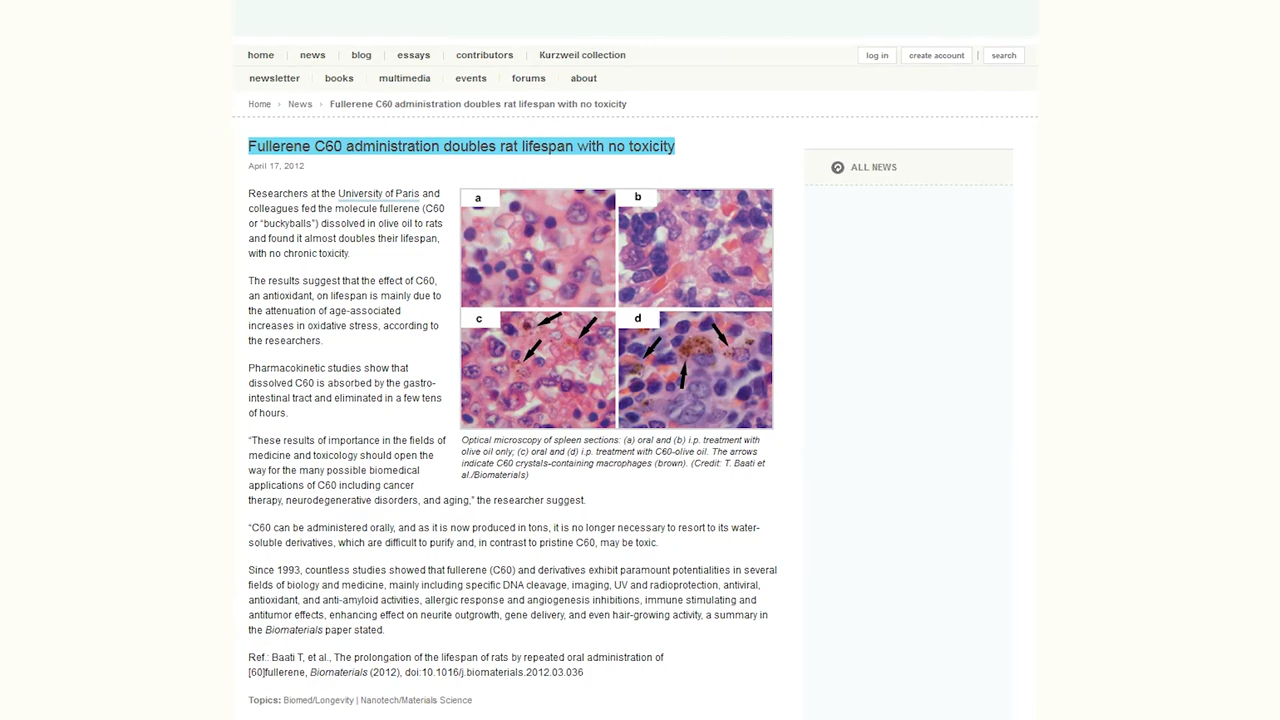 home news blog essays contributors Kurzweil collection log in create account | search
newsletter books multimedia events forums about
Home › News › Fullerene C60 administration doubles rat lifespan with no toxicity
Fullerene C60 administration doubles rat lifespan with no toxicity
April 17, 2012
ALL NEWS
Researchers at the University of Paris and
colleagues fed the molecule fullerene (C60
or “buckyballs”) dissolved in olive oil to rats
and found it almost doubles their lifespan,
with no chronic toxicity.
The results suggest that the effect of C60,
an antioxidant, on lifespan is mainly due to
the attenuation of age-associated
increases in oxidative stress, according to
the researchers.
Pharmacokinetic studies show that
dissolved C60 is absorbed by the gastro-
intestinal tract and eliminated in a few tens
of hours.
a
b
c
d
Optical microscopy of spleen sections: (a) oral and (b) i.p. treatment with
olive oil only; (c) oral and (d) i.p. treatment with C60-olive oil. The arrows
indicate C60 crystals-containing macrophages (brown). (Credit: T. Baati et
al./Biomaterials)
“These results of importance in the fields of
medicine and toxicology should open the
way for the many possible biomedical
applications of C60 including cancer
therapy, neurodegenerative disorders, and aging,” the researcher suggest.
“C60 can be administered orally, and as it is now produced in tons, it is no longer necessary to resort to its water-
soluble derivatives, which are difficult to purify and, in contrast to pristine C60, may be toxic.
Since 1993, countless studies showed that fullerene (C60) and derivatives exhibit paramount potentialities in several
fields of biology and medicine, mainly including specific DNA cleavage, imaging, UV and radioprotection, antiviral,
antioxidant, and anti-amyloid activities, allergic response and angiogenesis inhibitions, immune stimulating and
antitumor effects, enhancing effect on neurite outgrowth, gene delivery, and even hair-growing activity, a summary in
the Biomaterials paper stated.
Ref.: Baati T, et al., The prolongation of the lifespan of rats by repeated oral administration of
[60]fullerene, Biomaterials (2012), doi:10.1016/j.biomaterials.2012.03.036
Topics: Biomed/Longevity | Nanotech/Materials Science